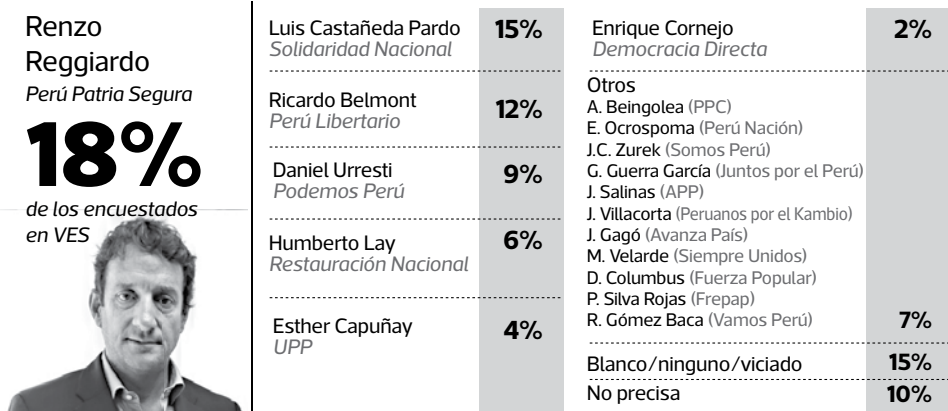 Renzo
Reggiardo
Perú Patria Segura
18%
de los encuestados
en VES
Luis Castañeda Pardo 15%
Solidaridad Nacional
Ricardo Belmont 12%
Perú Libertario
Daniel Urresti 9%
Podemos Perú
Humberto Lay 6%
Restauración Nacional
Esther Capuñay 4%
UPP
Enrique Cornejo 2%
Democracia Directa
Otros
A. Beingolea (PPC)
E. Ocrospoma (Perú Nación)
J.C. Zurek (Somos Perú)
G. Guerra García (Juntos por el Perú)
J. Salinas (APP)
J. Villacorta (Peruanos por el Kambio)
J. Gagó (Avanza País)
M. Velarde (Siempre Unidos)
D. Columbus (Fuerza Popular)
P. Silva Rojas (Frepap)
R. Gómez Baca (Vamos Perú) 7%
Blanco/ninguno/viciado 15%
No precisa 10%